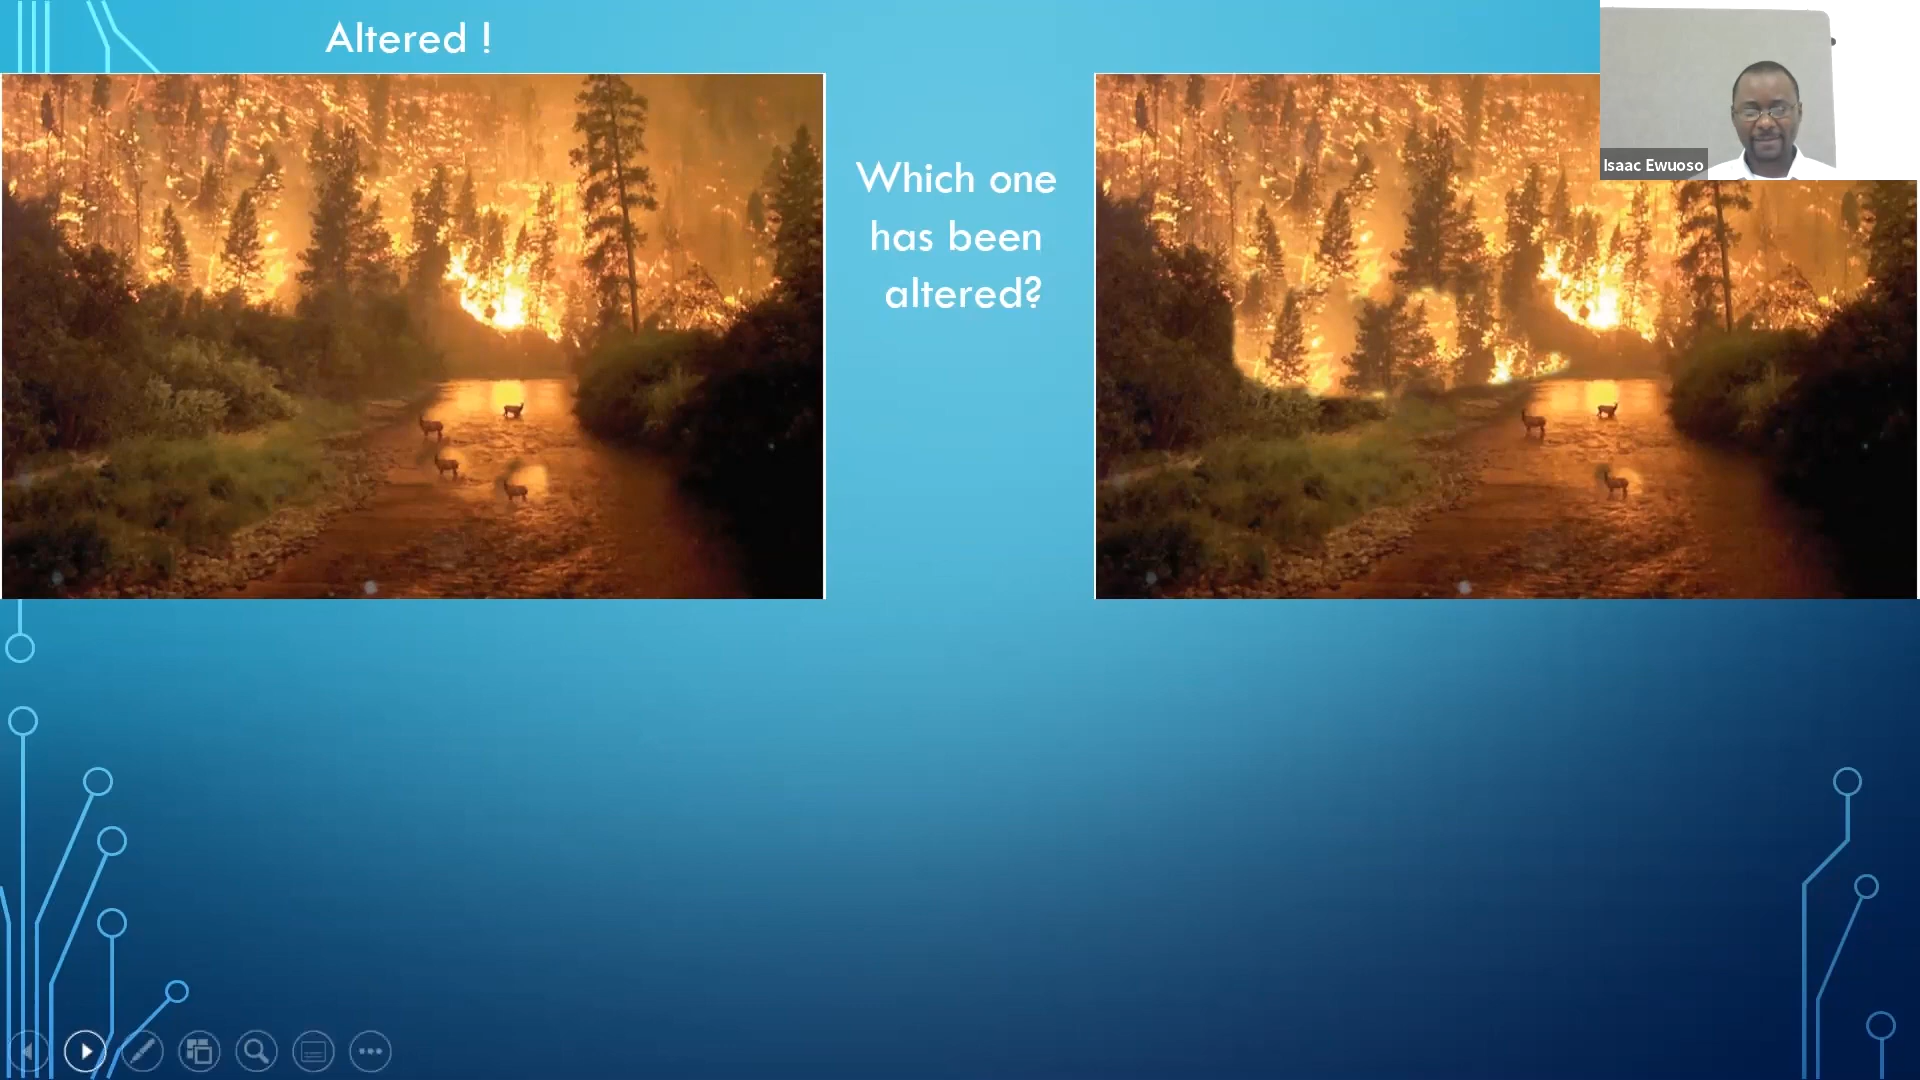 Altered !
Which one
has been
altered?
Isaac Ewuoso